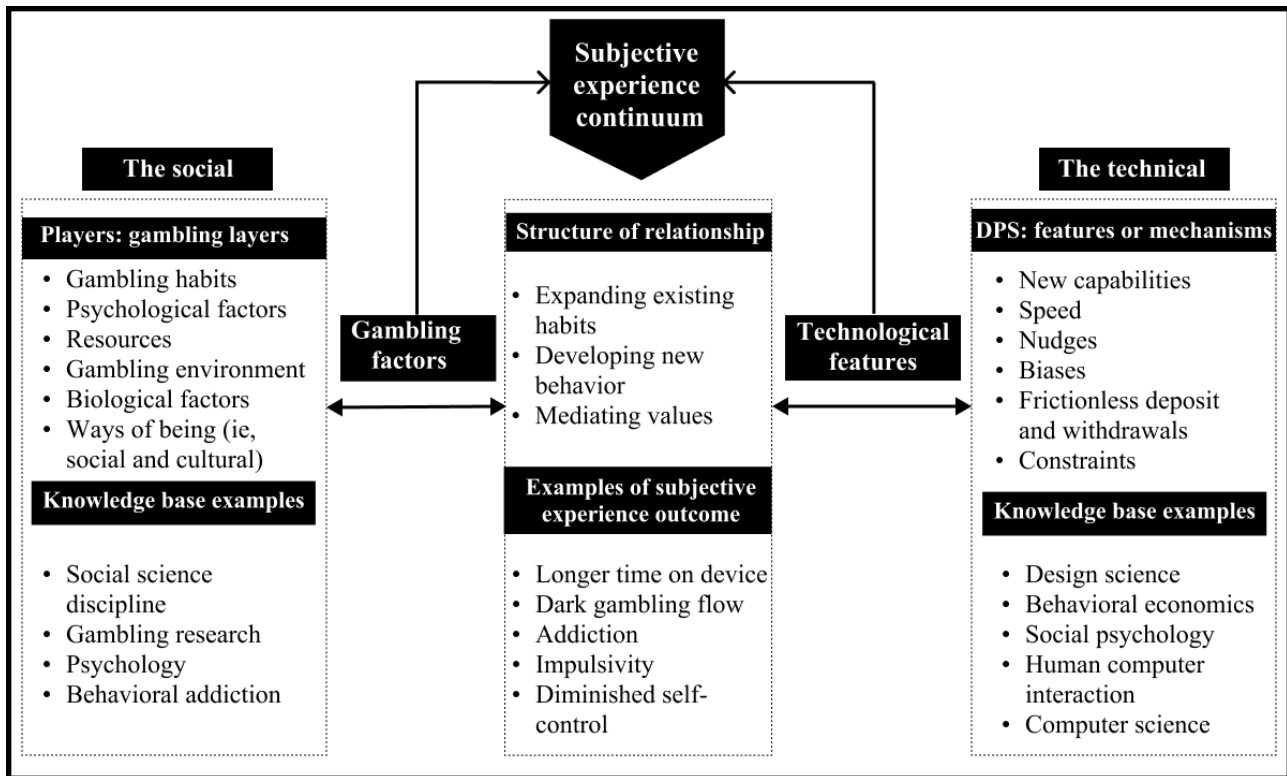 Subjective
experience
continuum
The social
Players: gambling layers
• Gambling habits
• Psychological factors
• Resources
• Gambling environment
• Biological factors
• Ways of being (ie,
social and cultural)
Knowledge base examples
• Social science
discipline
• Gambling research
• Psychology
• Behavioral addiction
Gambling
factors
Structure of relationship
• Expanding existing
habits
• Developing new
behavior
• Mediating values
Examples of subjective
experience outcome
• Longer time on device
• Dark gambling flow
• Addiction
• Impulsivity
• Diminished self-
control
Technological
features
The technical
DPS: features or mechanisms
• New capabilities
• Speed
• Nudges
• Biases
• Frictionless deposit
and withdrawals
• Constraints
Knowledge base examples
• Design science
• Behavioral economics
• Social psychology
• Human computer
interaction
• Computer science